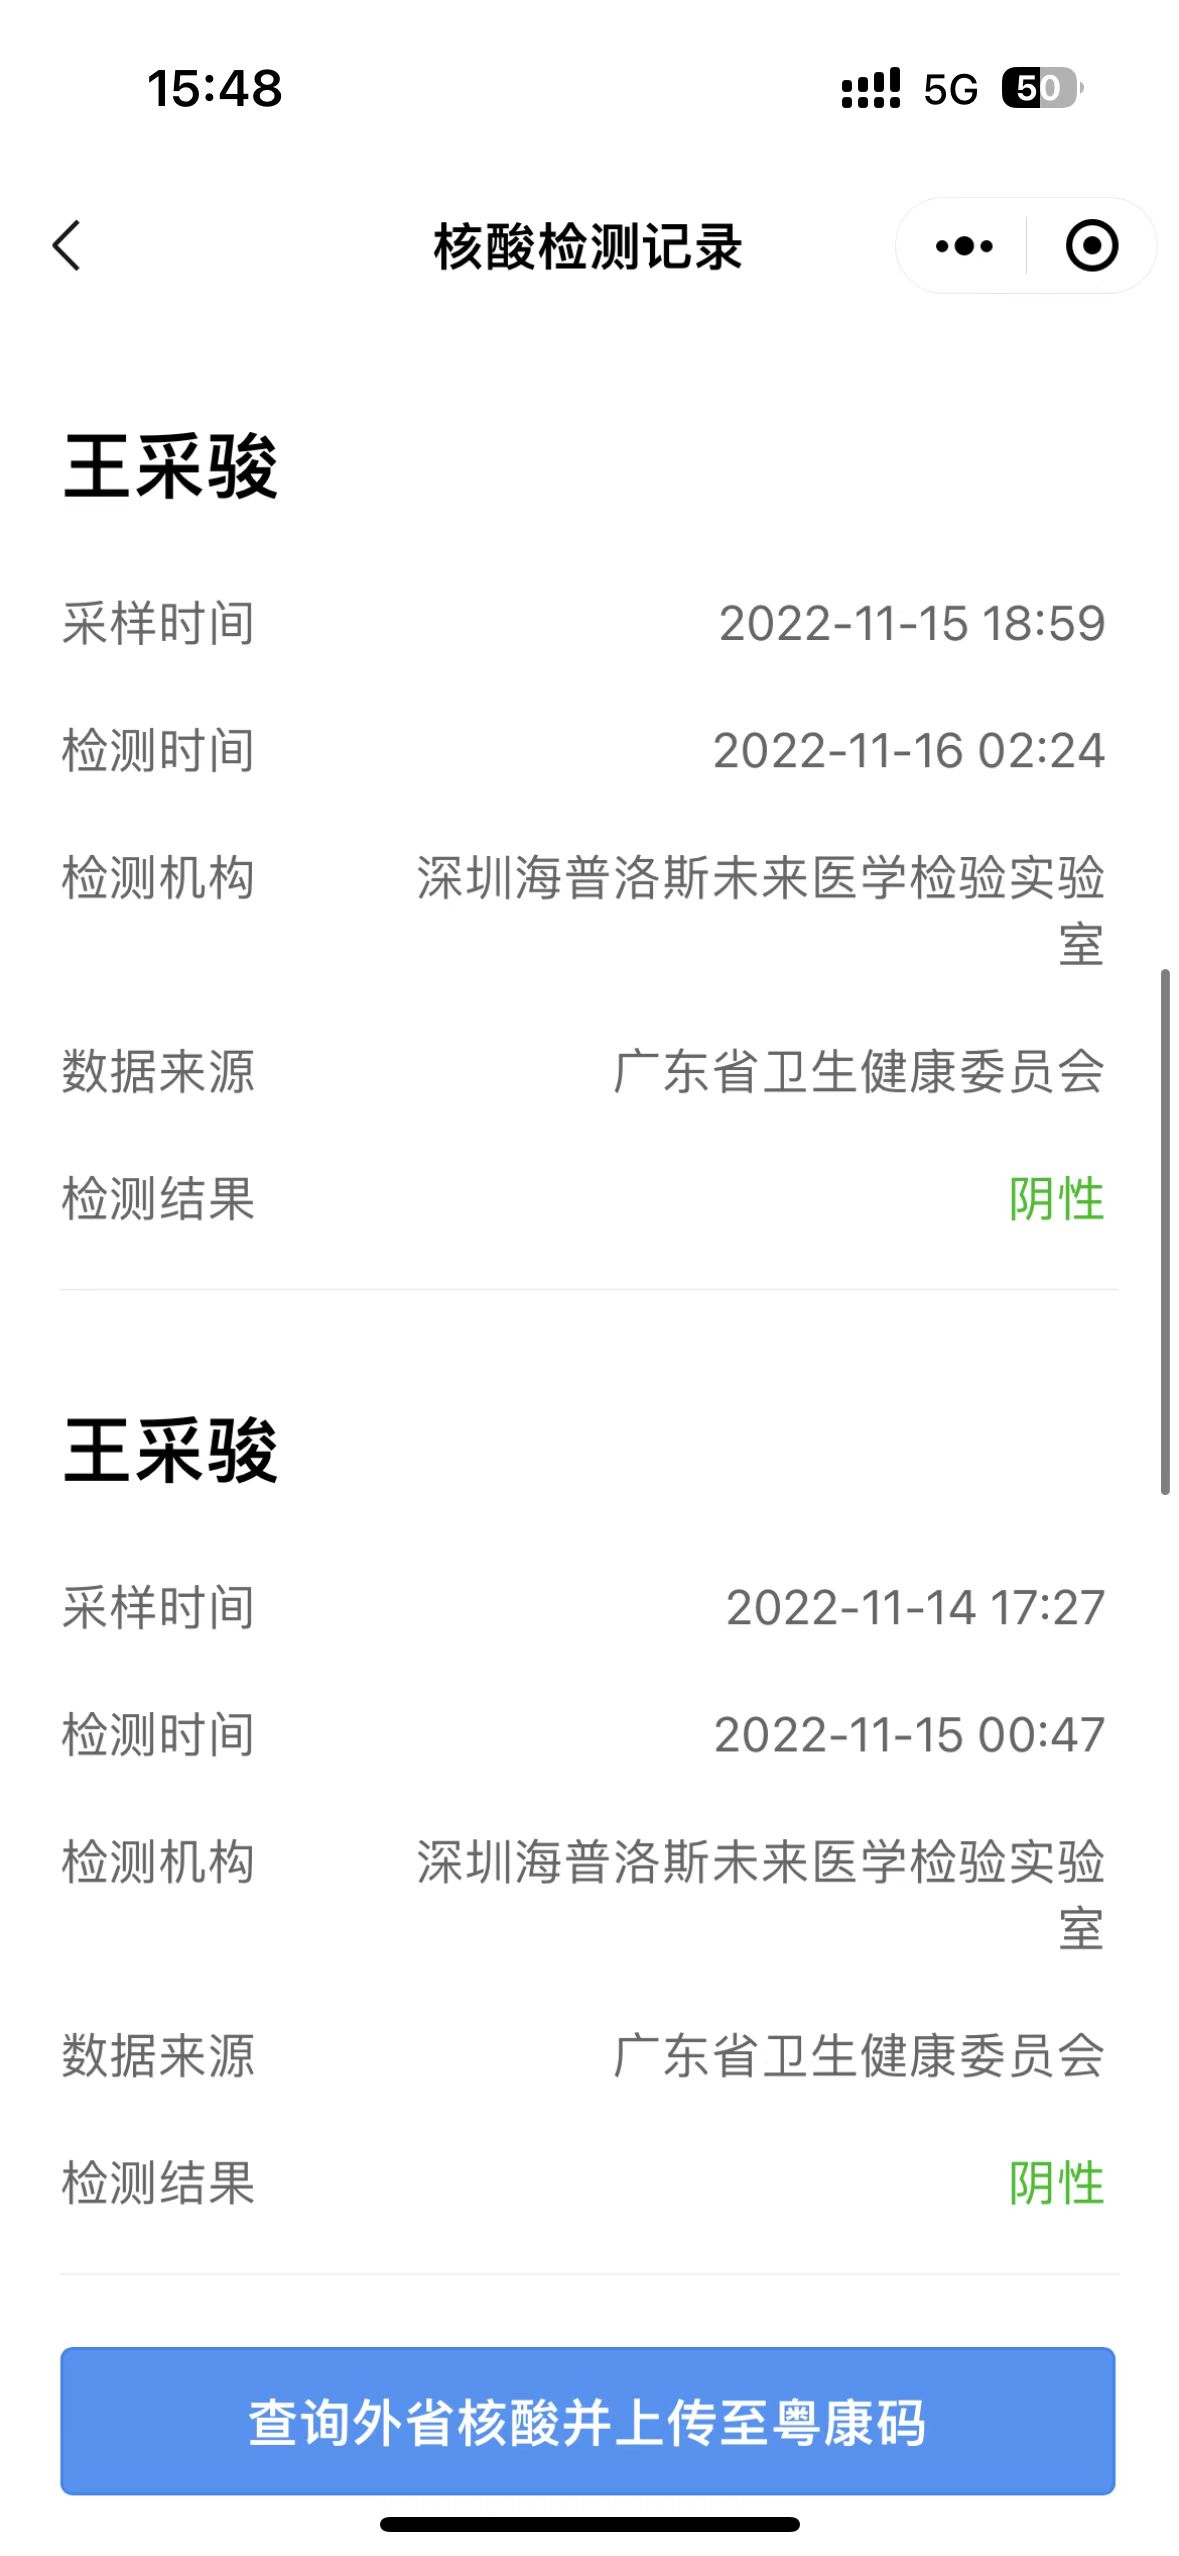 15:48 5G 50
核酸检测记录
王采骏
采样时间 2022-11-15 18:59
检测时间 2022-11-16 02:24
检测机构 深圳海普洛斯未来医学检验实验
室
数据来源 广东省卫生健康委员会
检测结果 阴性
王采骏
采样时间 2022-11-14 17:27
检测时间 2022-11-15 00:47
检测机构 深圳海普洛斯未来医学检验实验
室
数据来源 广东省卫生健康委员会
检测结果 阴性
查询外省核酸并上传至粤康码